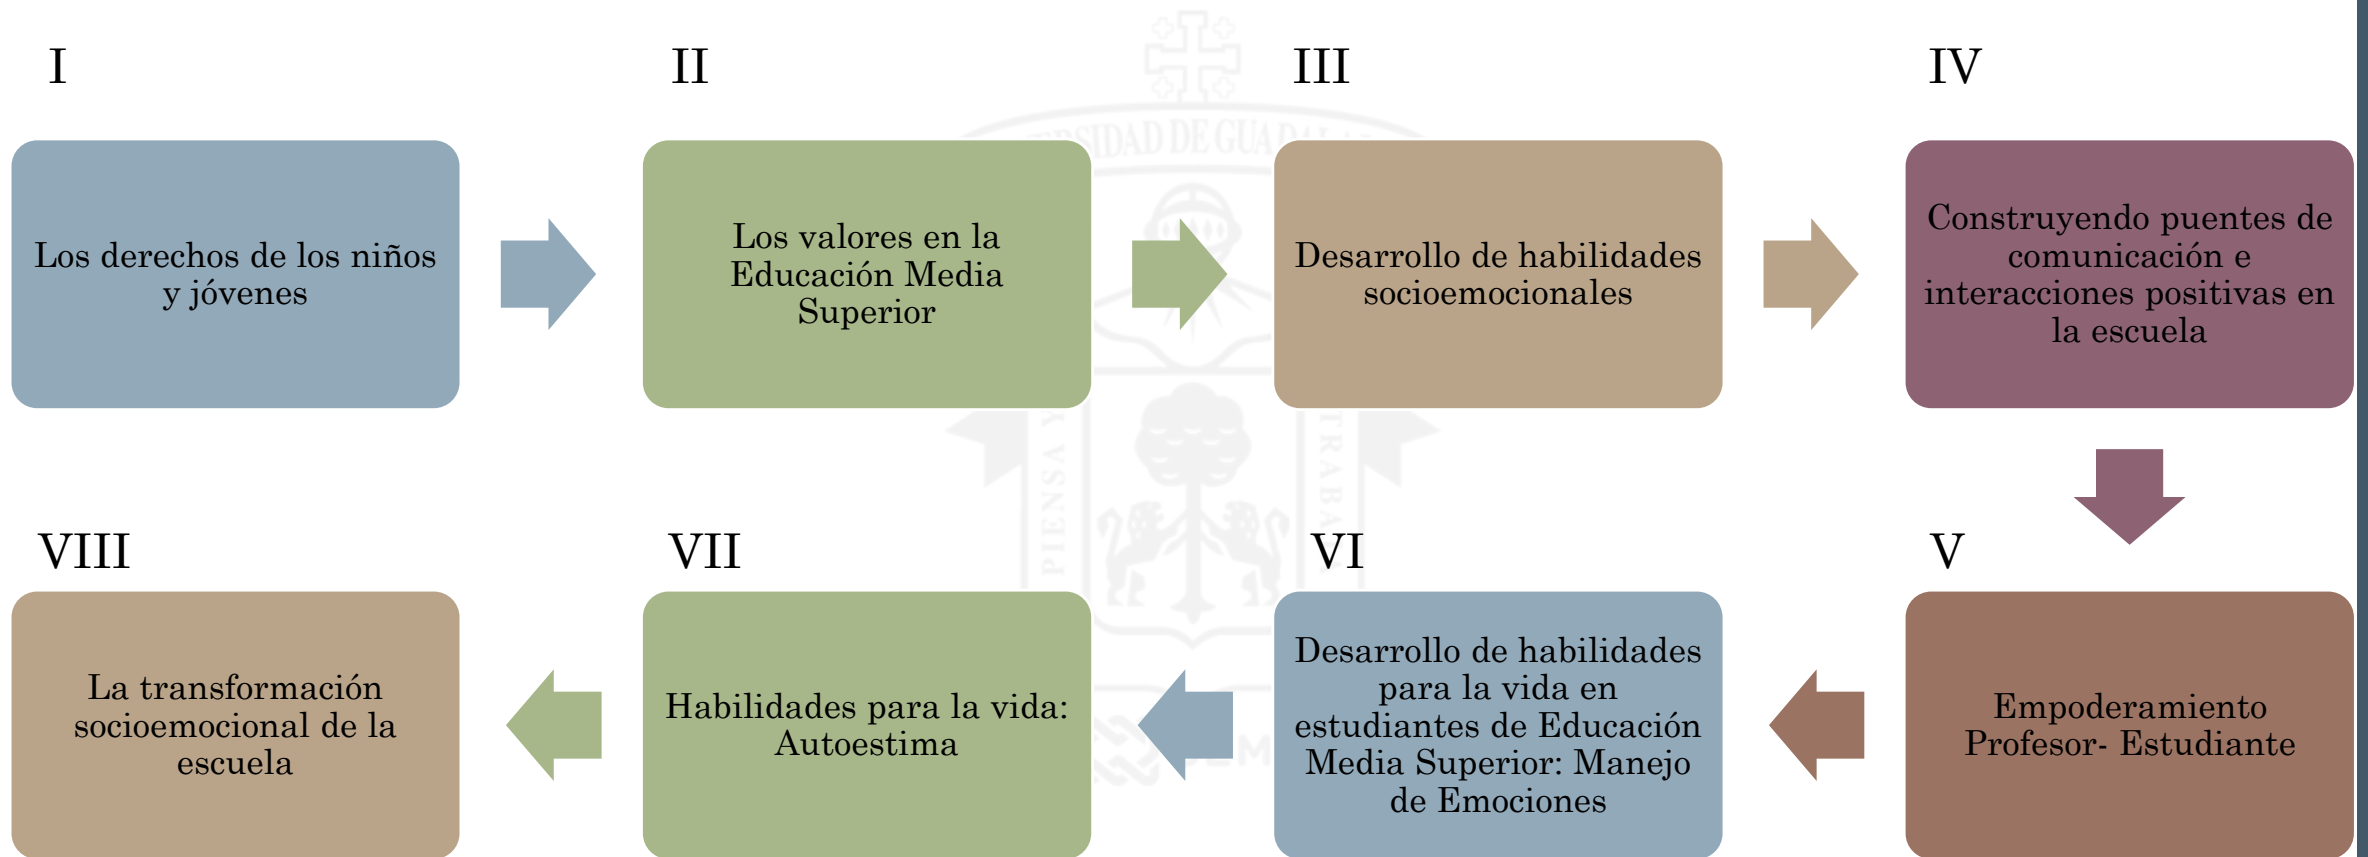 I
II
III
IV
Los derechos de los niños
y jóvenes
Los valores en la
Educación Media
Superior
Desarrollo de habilidades
socioemocionales
Construyendo puentes de
comunicación e
interacciones positivas en
la escuela
V
Empoderamiento
Profesor- Estudiante
VI
Desarrollo de habilidades
para la vida en
estudiantes de Educación
Media Superior: Manejo
de Emociones
VII
Habilidades para la vida:
Autoestima
VIII
La transformación
socioemocional de la
escuela
DE
PIENSA Y